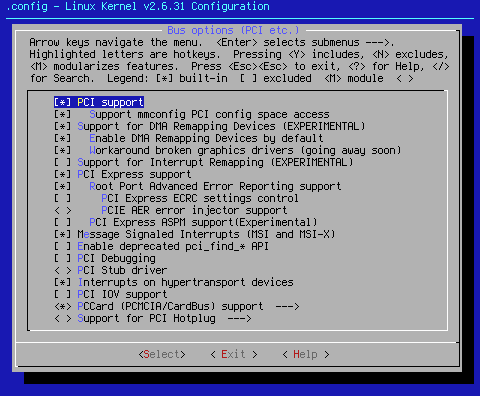 .config - Linux Kernel v2.6.31 Configuration
Bus options (PCI etc.)
Arrow keys navigate the menu.  <Enter> selects submenus --->.
Highlighted letters are hotkeys.  Pressing <Y> includes, <N> excludes,
<M> modularizes features.  Press <Esc><Esc> to exit, <?> for Help, </>
for Search.  Legend: [*] built-in  [ ] excluded  <M> module  < >
[*] PCI support
[*]   Support mmconfig PCI config space access
[*] Support for DMA Remapping Devices (EXPERIMENTAL)
[*]   Enable DMA Remapping Devices by default
[*]   Workaround broken graphics drivers (going away soon)
[ ] Support for Interrupt Remapping (EXPERIMENTAL)
[*] PCI Express support
[*]   Root Port Advanced Error Reporting support
[ ]     PCI Express ECRC settings control
< >     PCIE AER error injector support
[ ]   PCI Express ASPM support(Experimental)
[*] Message Signaled Interrupts (MSI and MSI-X)
[ ] Enable deprecated pci_find_* API
[ ] PCI Debugging
< > PCI Stub driver
[*] Interrupts on hypertransport devices
[ ] PCI IOV support
<*> PCCard (PCMCIA/CardBus) support  --->
< > Support for PCI Hotplug  --->
<Select>    < Exit >    < Help >